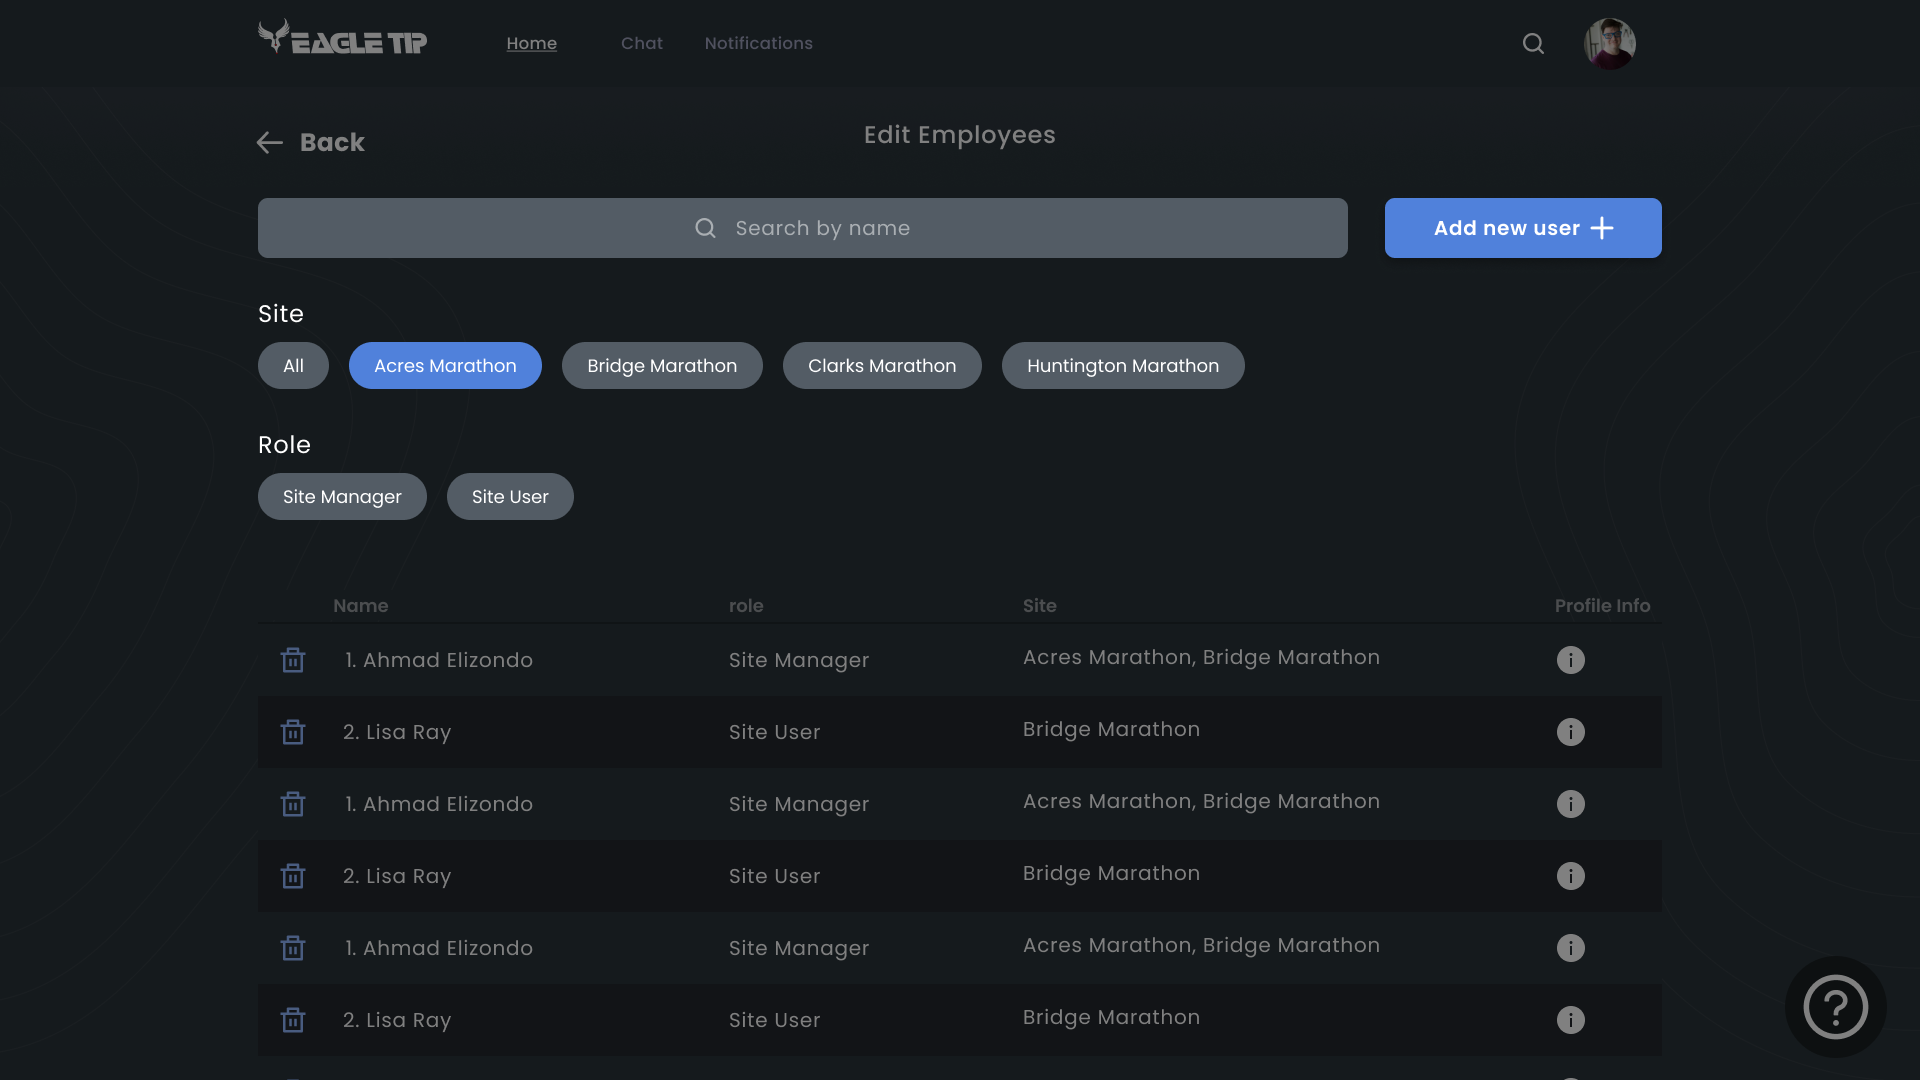 EAGLE TIP
Home Chat Notifications
Back
Edit Employees
Search by name
Add new user
Site
All Acres Marathon Bridge Marathon Clarks Marathon Huntington Marathon
Role
Site Manager Site User
Name role Site Profile Info
1. Ahmad Elizondo Site Manager Acres Marathon, Bridge Marathon
2. Lisa Ray Site User Bridge Marathon
1. Ahmad Elizondo Site Manager Acres Marathon, Bridge Marathon
2. Lisa Ray Site User Bridge Marathon
1. Ahmad Elizondo Site Manager Acres Marathon, Bridge Marathon
2. Lisa Ray Site User Bridge Marathon